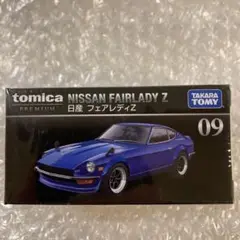 tomica
PREMIUM
NISSAN FAIRLADY Z
日産 フェアレディZ
TAKARA
TOMY
09